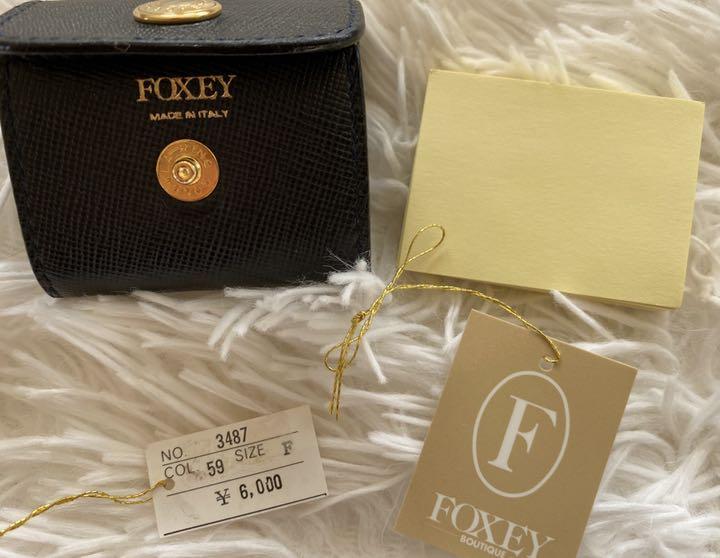 FOXEY
MADE IN ITALY
NO. 3487
COL. 59 SIZE F
¥ 6,000
F
FOXEY
BOUTIQUE